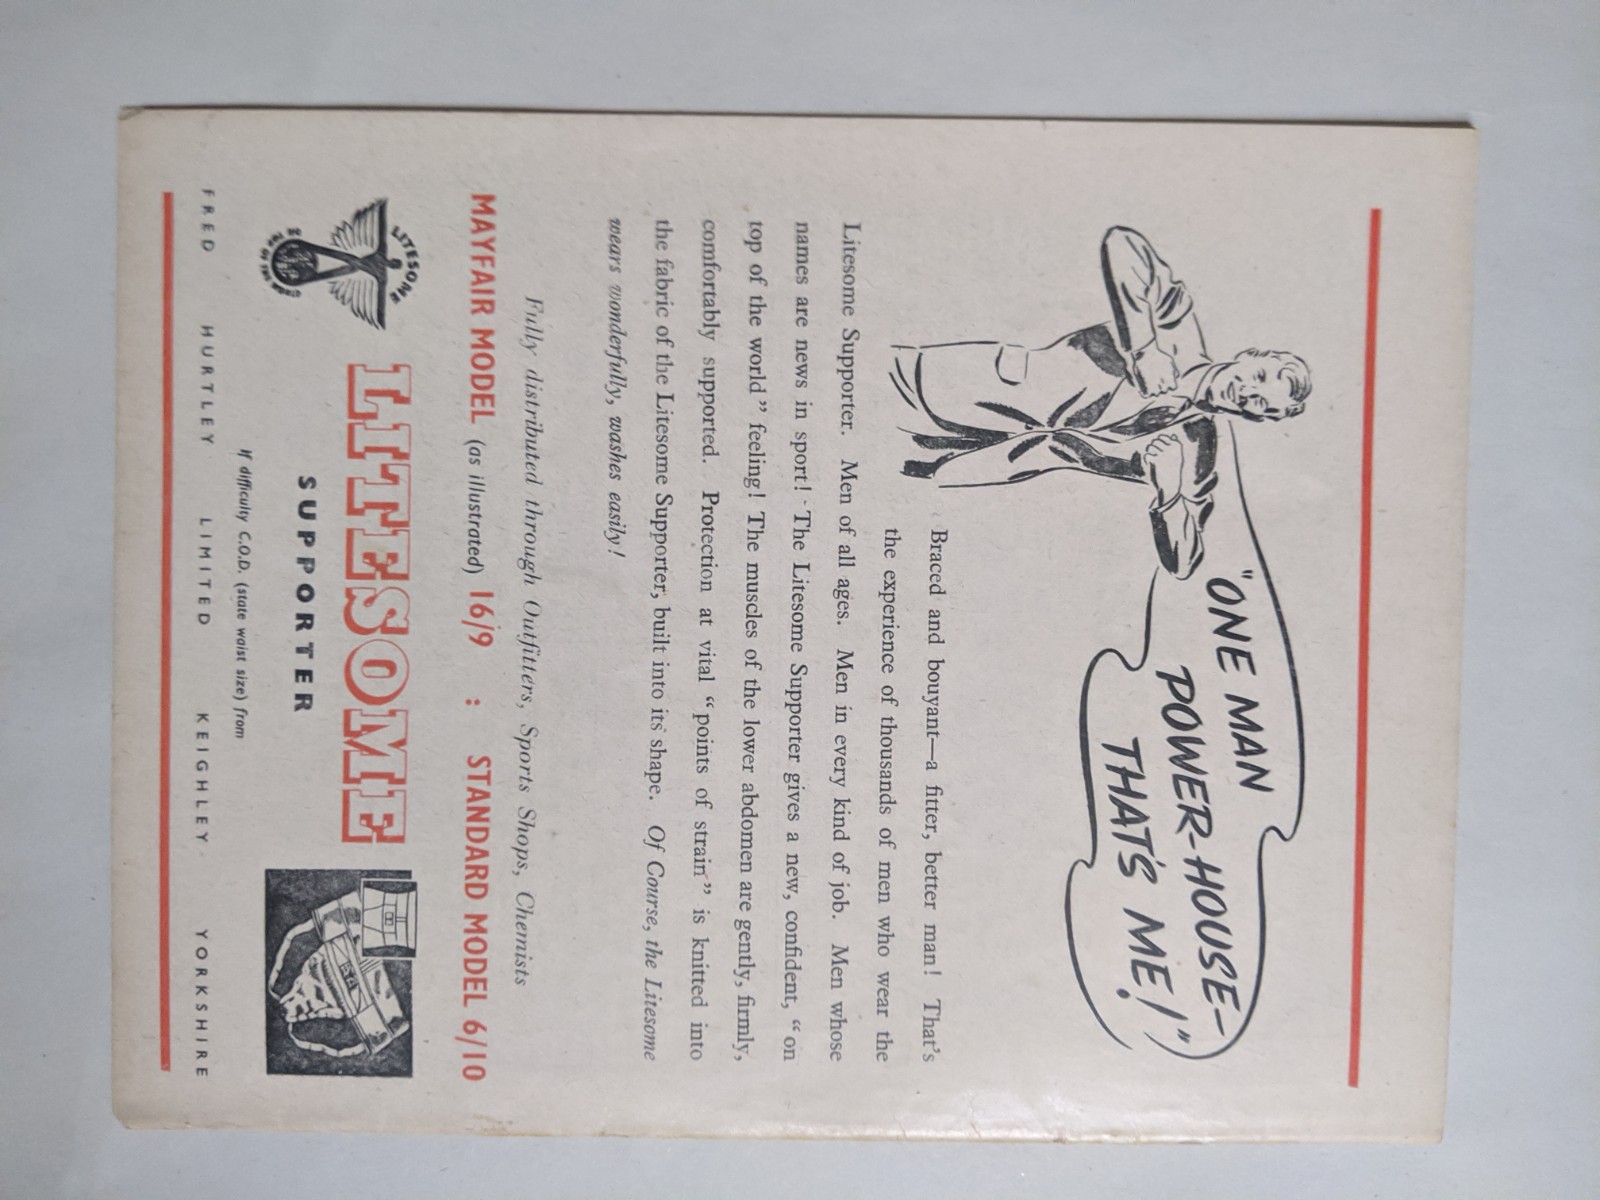 "ONE MAN
POWER-HOUSE—
THAT'S ME!"
Braced and bouyant—a fitter, better man! That's
the experience of thousands of men who wear the
Litesome Supporter. Men of all ages. Men in every kind of job. Men whose
names are news in sport! The Litesome Supporter gives a new, confident, “ on
top of the world ” feeling! The muscles of the lower abdomen are gently, firmly,
comfortably supported. Protection at vital “ points of strain ” is knitted into
the fabric of the Litesome Supporter, built into its shape. Of Course, the Litesome
wears wonderfully, washes easily!
Fully distributed through Outfitters, Sports Shops, Chemists
MAYFAIR MODEL (as illustrated) 16/9 : STANDARD MODEL 6/10
LITESOME
LITESOME
SUPPORTER
If difficulty C.O.D. (state waist size) from
FRED HURTLEY LIMITED KEIGHLEY YORKSHIRE